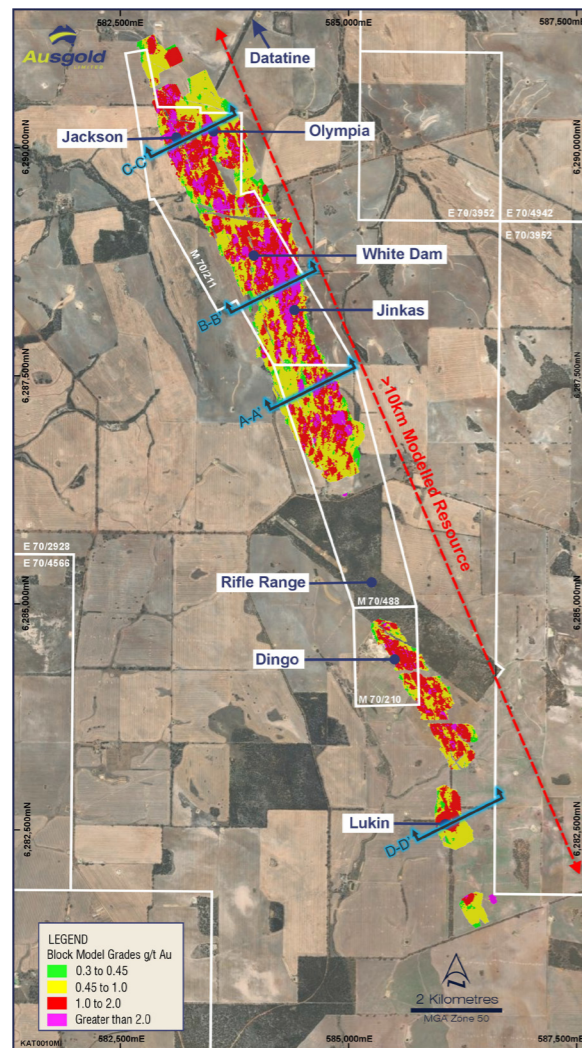 582,500mE
585,000mE
587,500mE
Ausgold
LIMITED
Datatine
Jackson
Olympia
C-C'
6,290,000mN
6,290,000mN
E 70/3952
E 70/4942
E 70/3952
White Dam
M 70/211
B-B'
Jinkas
6,287,500mN
6,287,500mN
A-A'
>10km Modelled Resource
E 70/2928
E 70/4566
Rifle Range
M 70/488
6,285,000mN
6,285,000mN
Dingo
M 70/210
Lukin
D-D'
6,282,500mN
6,282,500mN
LEGEND
Block Model Grades g/t Au
0.3 to 0.45
0.45 to 1.0
1.0 to 2.0
Greater than 2.0
2 Kilometres
MGA Zone 50
KAT0010Mi
582,500mE
585,000mE
587,500mE